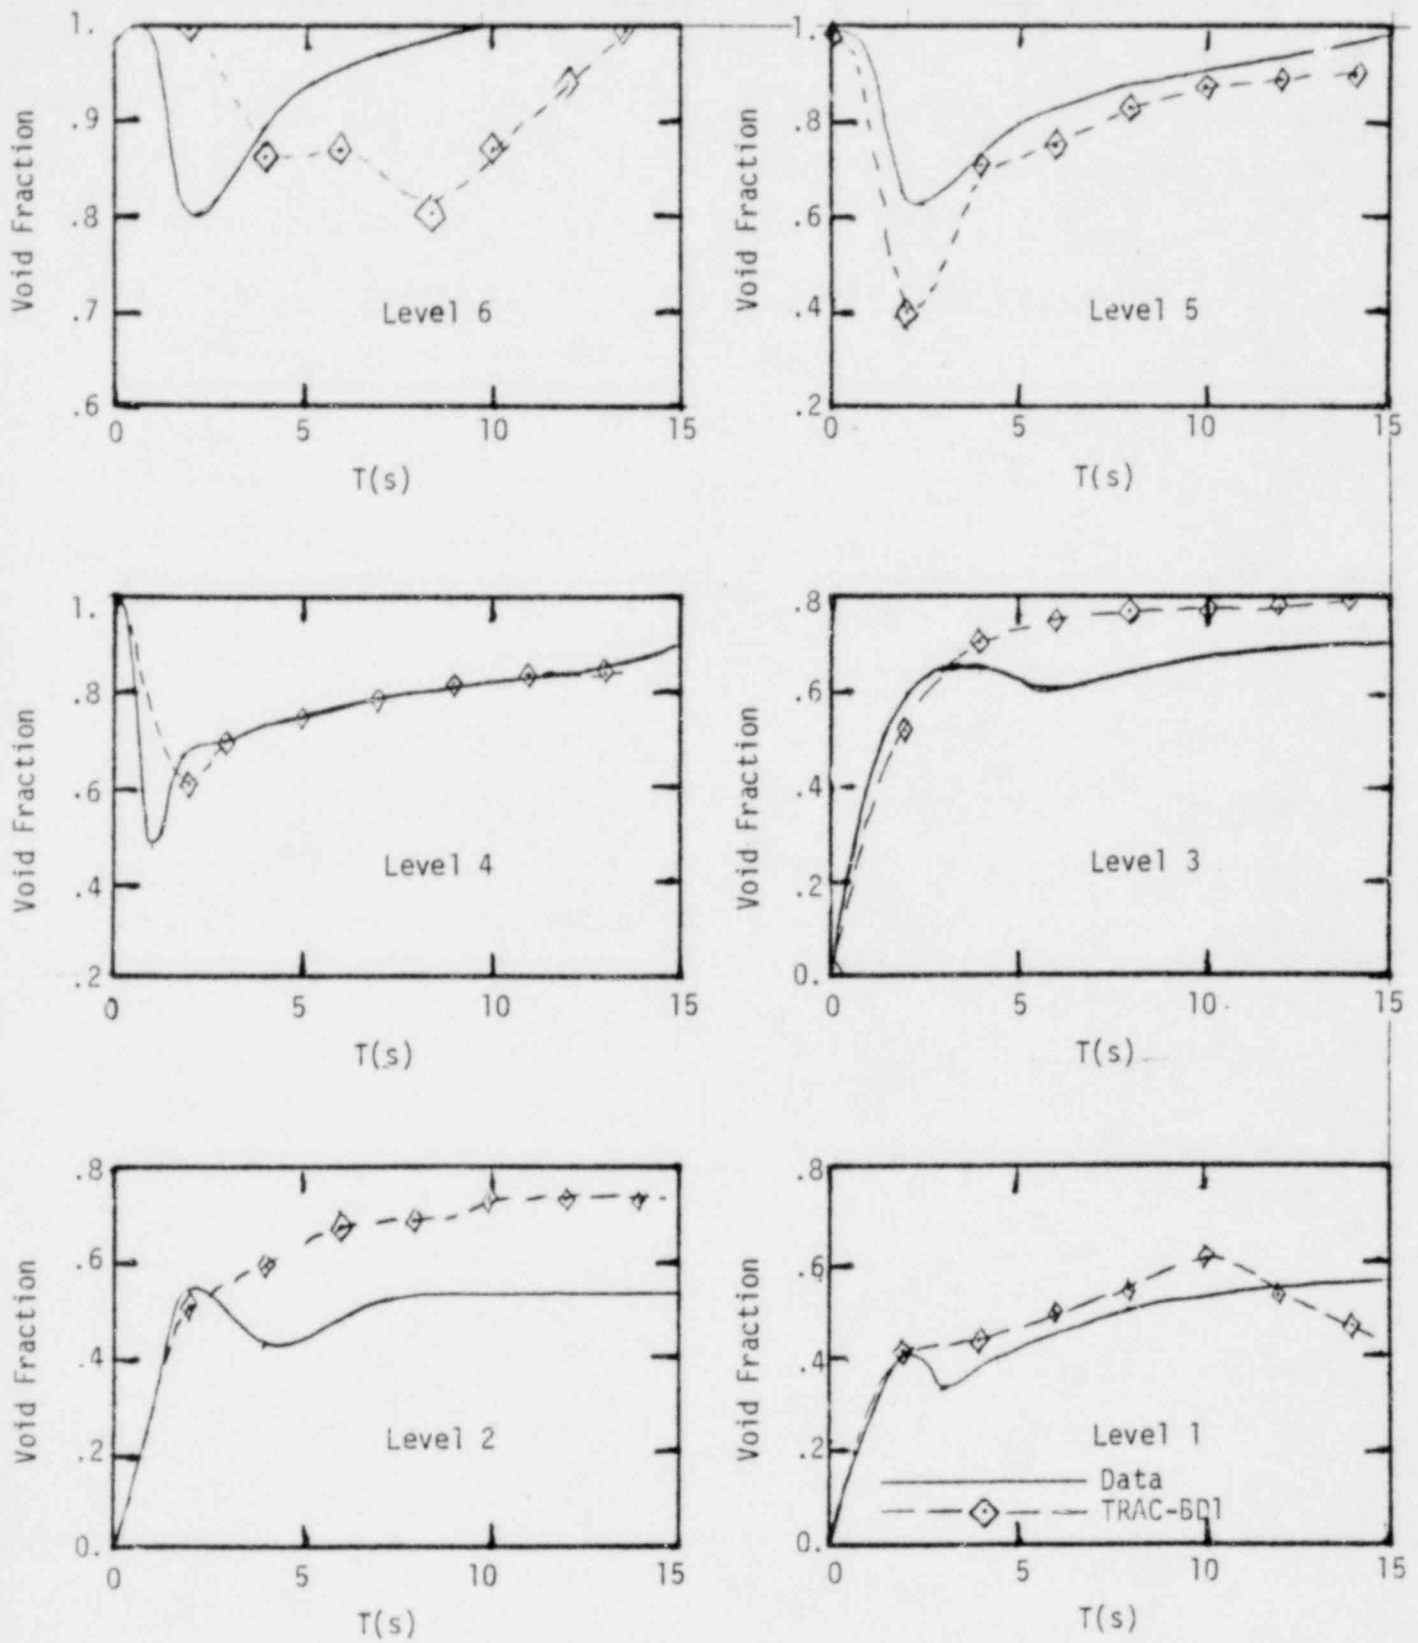 1.
.9
.8
.7
.6
0
5
10
15
Void Fraction
Level 6
T(s)
1.
.8
.6
.4
.2
0
5
10
15
Void Fraction
Level 5
T(s)
1.
.8
.6
.4
.2
0
5
10
15
Void Fraction
Level 4
T(s)
.8
.6
.4
.2
0.
0
5
10
15
Void Fraction
Level 3
T(s)
.8
.6
.4
.2
0.
0
5
10
15
Void Fraction
Level 2
T(s)
.8
.6
.4
.2
0.
0
5
10
15
Void Fraction
Level 1
Data
TRAC-BD1
T(s)